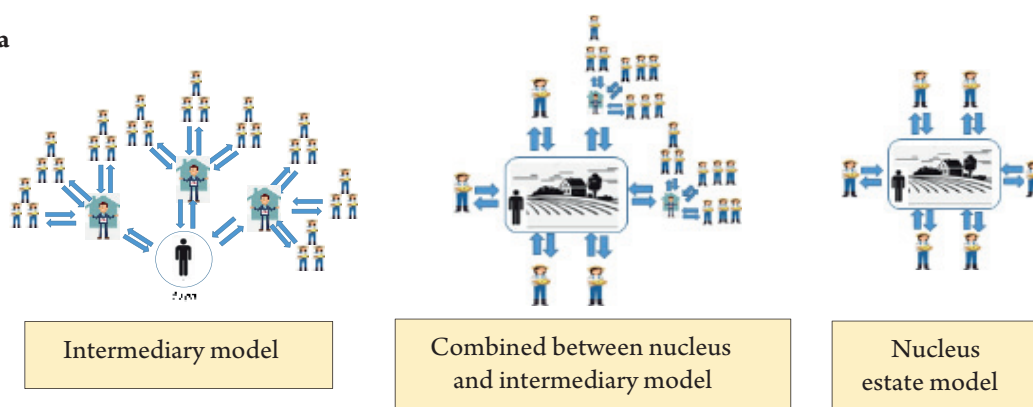 a
Intermediary model
Combined between nucleus
and intermediary model
Nucleus
estate model